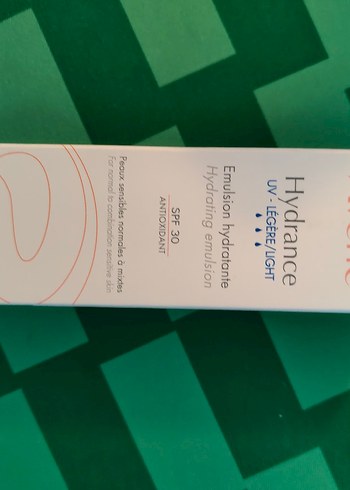 Hydrance
UV - LÉGÈRE/LIGHT
Emulsion hydratante
Hydrating emulsion
SPF 30
ANTIOXIDANT
Peaux sensibles normales à mixtes
For normal to combination sensitive skin